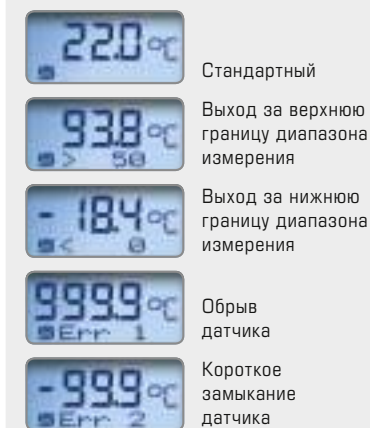 22.0 °C
Стандартный
93.8 °C
> 50
Выход за верхнюю
границу диапазона
измерения
- 18.4 °C
< 0
Выход за нижнюю
границу диапазона
измерения
999.9 °C
Err 1
Обрыв
датчика
-99.9 °C
Err 2
Короткое
замыкание
датчика